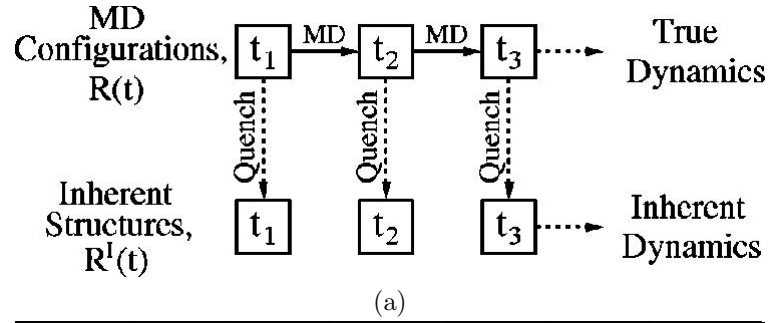 MD
Configurations,
R(t)
t₁ MD t₂ MD t₃
True
Dynamics
Quench Quench Quench
Inherent
Structures,
Rᴵ(t)
t₁ t₂ t₃
Inherent
Dynamics
(a)